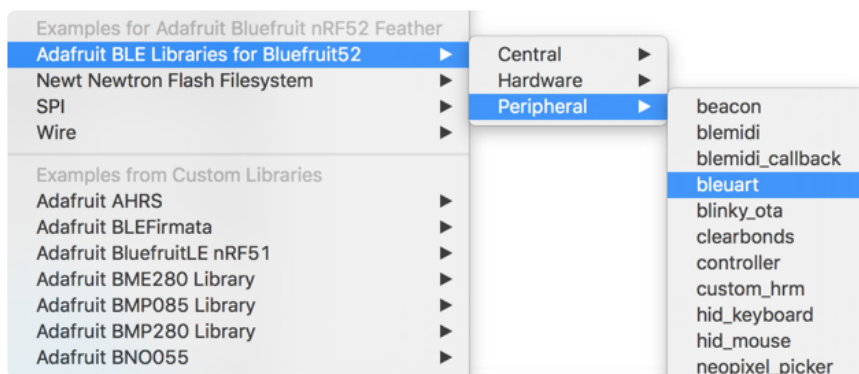 Examples for Adafruit Bluefruit nRF52 Feather
Adafruit BLE Libraries for Bluefruit52
Newt Newtron Flash Filesystem
SPI
Wire
Examples from Custom Libraries
Adafruit AHRS
Adafruit BLEFirmata
Adafruit BluefruitLE nRF51
Adafruit BME280 Library
Adafruit BMP085 Library
Adafruit BMP280 Library
Adafruit BNO055
Central
Hardware
Peripheral
beacon
blemidi
blemidi_callback
bleuart
blinky_ota
clearbonds
controller
custom_hrm
hid_keyboard
hid_mouse
neopixel_picker